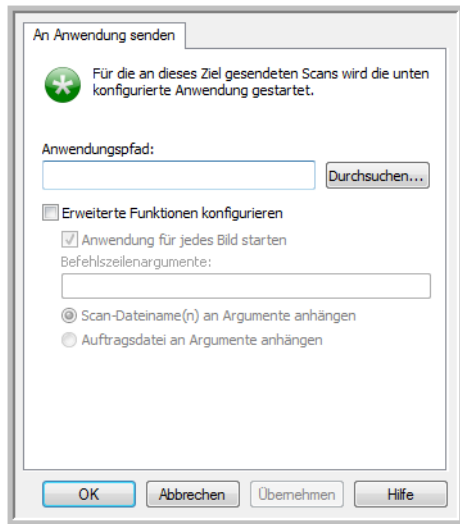 An Anwendung senden
Für die an dieses Ziel gesendeten Scans wird die unten
konfigurierte Anwendung gestartet.
Anwendungspfad:
Durchsuchen...
Erweiterte Funktionen konfigurieren
Anwendung für jedes Bild starten
Befehlszeilenargumente:
Scan-Dateiname(n) an Argumente anhängen
Auftragsdatei an Argumente anhängen
OK Abbrechen Übernehmen Hilfe